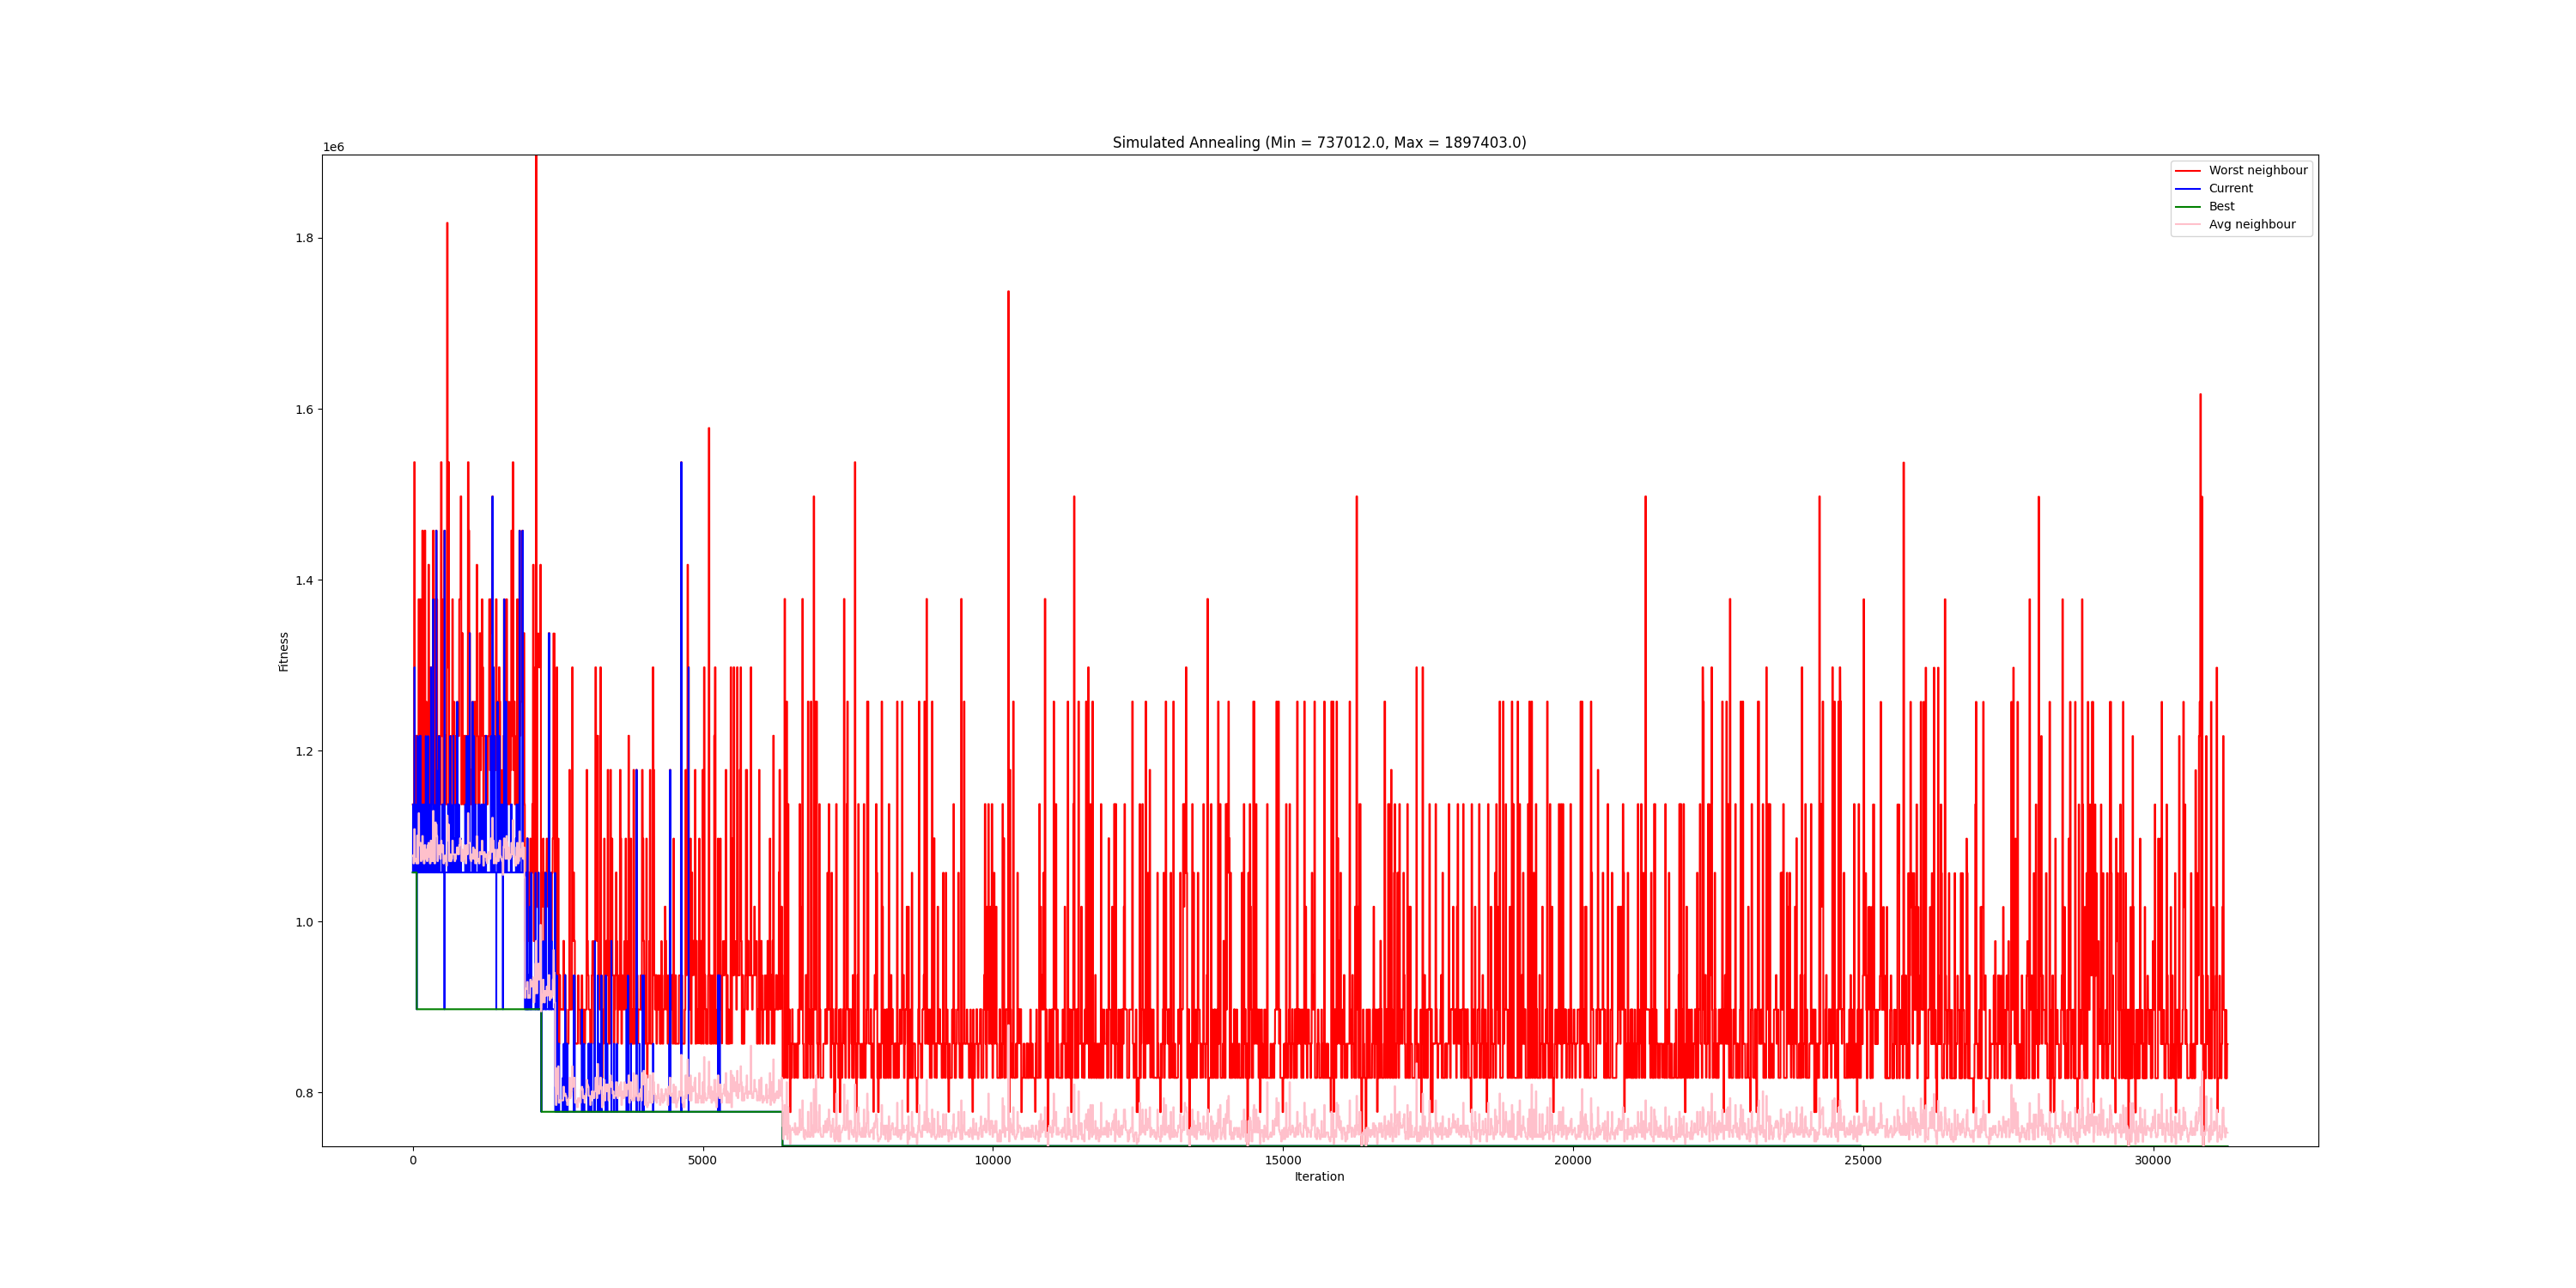 Simulated Annealing (Min = 737012.0, Max = 1897403.0)
1e6
Worst neighbour
Current
Best
Avg neighbour
1.8
1.6
1.4
1.2
1.0
0.8
Fitness
0
5000
10000
15000
20000
25000
30000
Iteration